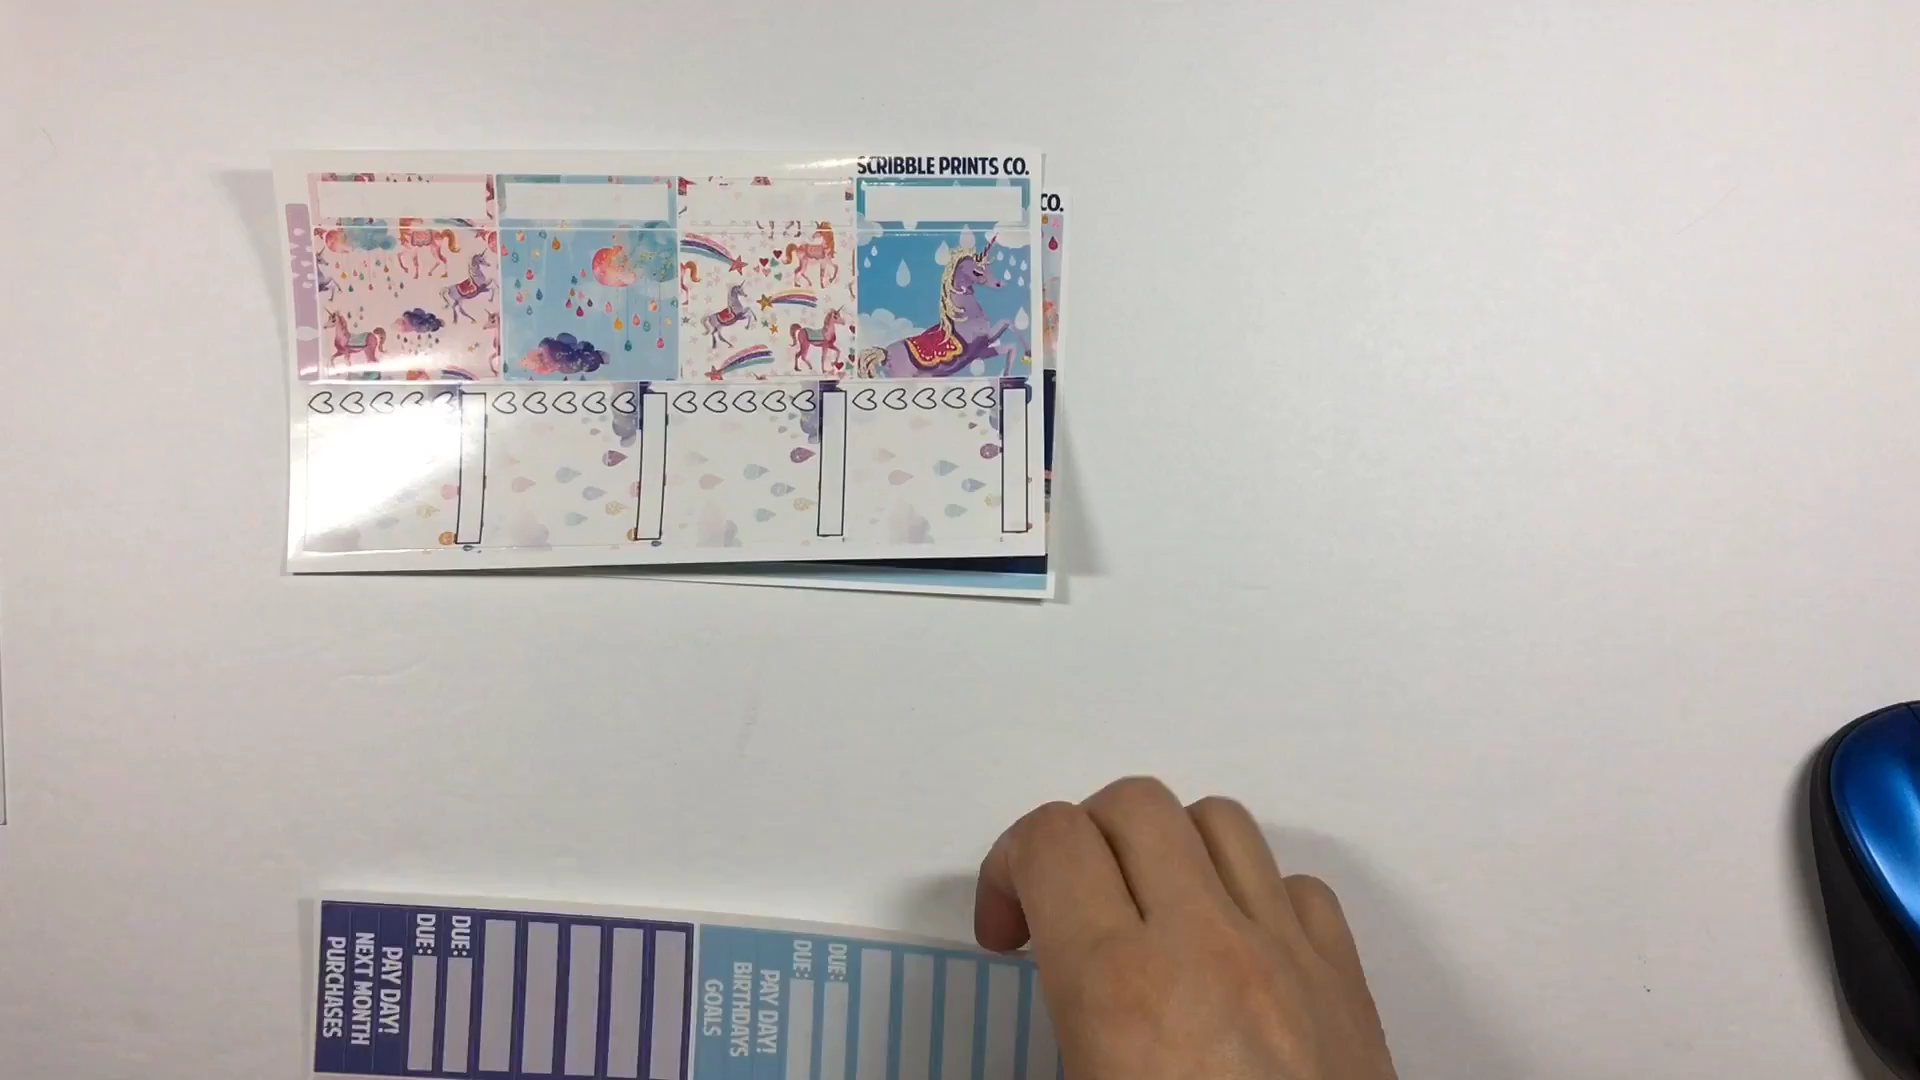 SCRIBBLE PRINTS CO.
CO.
DUE:
DUE:
PAY DAY!
NEXT MONTH
PURCHASES
DUE:
DUE:
PAY DAY!
BIRTHDAYS
GOALS